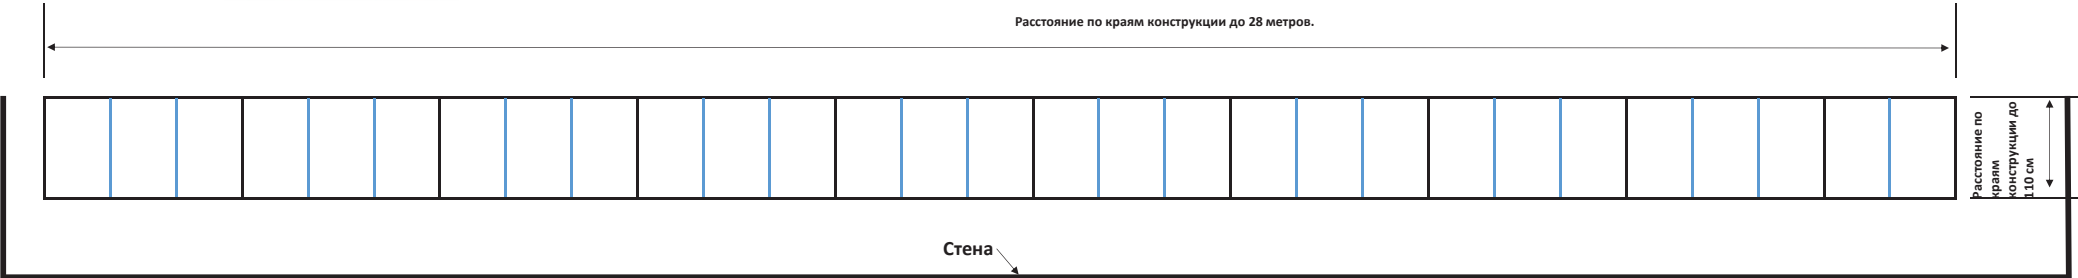 Расстояние по краям конструкции до 28 метров.
Расстояние по
краям
конструкции до
110 см
Стена